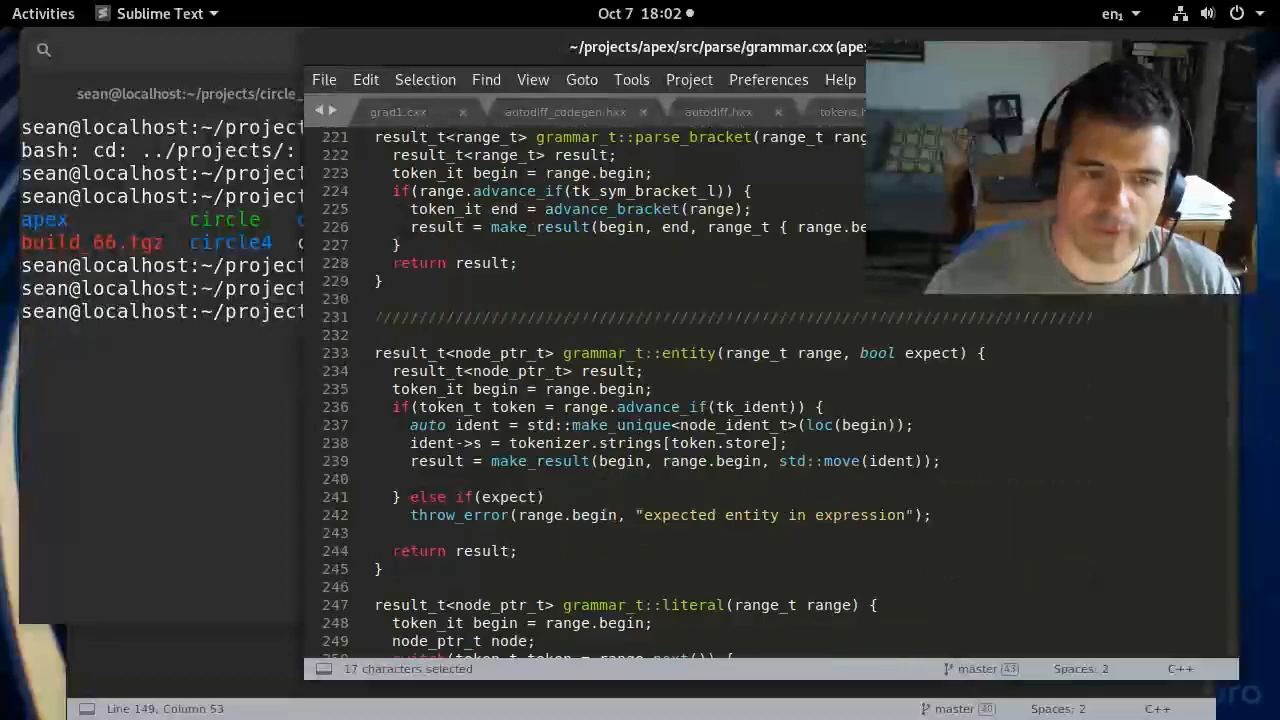 Activities Sublime Text Oct 7 18:02 en₁
~/projects/apex/src/parse/grammar.cxx (apex
sean@localhost:~/projects/circle_
File Edit Selection Find View Goto Tools Project Preferences Help
grad1.cxx × autodiff_codegen.hxx × autodiff.hxx × tokens.h
sean@localhost:~/project
bash: cd: ../projects/:
sean@localhost:~/project
sean@localhost:~/project
apex circle
build_66.tgz circle4
sean@localhost:~/project
sean@localhost:~/project
sean@localhost:~/project
221 result_t<range_t> grammar_t::parse_bracket(range_t rang
222 result_t<range_t> result;
223 token_it begin = range.begin;
224 if(range.advance_if(tk_sym_bracket_l)) {
225 token_it end = advance_bracket(range);
226 result = make_result(begin, end, range_t { range.be
227 }
228 return result;
229 }
230
231 ////////////////////////////////////////////////////////////////////////////////
232
233 result_t<node_ptr_t> grammar_t::entity(range_t range, bool expect) {
234 result_t<node_ptr_t> result;
235 token_it begin = range.begin;
236 if(token_t token = range.advance_if(tk_ident)) {
237 auto ident = std::make_unique<node_ident_t>(loc(begin));
238 ident->s = tokenizer.strings[token.store];
239 result = make_result(begin, range.begin, std::move(ident));
240
241 } else if(expect)
242 throw_error(range.begin, "expected entity in expression");
243
244 return result;
245 }
246
247 result_t<node_ptr_t> grammar_t::literal(range_t range) {
248 token_it begin = range.begin;
249 node_ptr_t node;
17 characters selected master 43 Spaces: 2 C++
Line 149, Column 53 master 40 Spaces: 2 C++